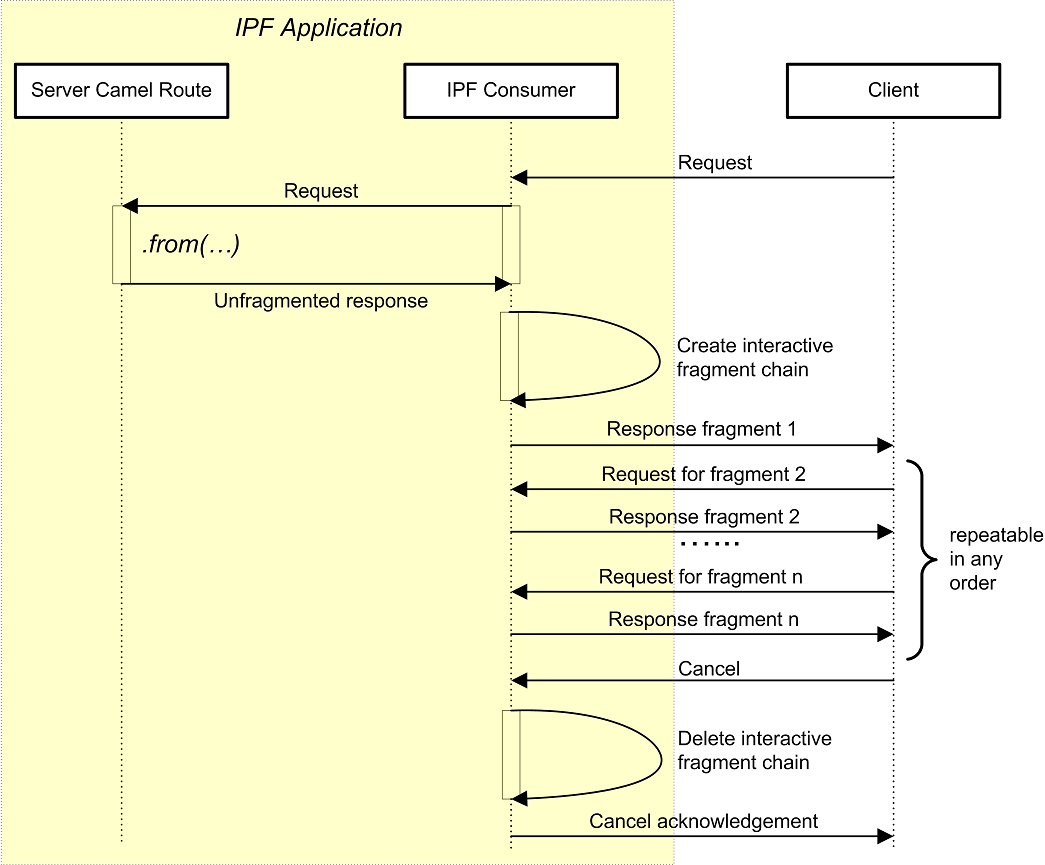 IPF Application
Server Camel Route
IPF Consumer
Client
Request
Request
.from(…)
Unfragmented response
Create interactive
fragment chain
Response fragment 1
Request for fragment 2
Response fragment 2
......
Request for fragment n
Response fragment n
repeatable
in any
order
Cancel
Delete interactive
fragment chain
Cancel acknowledgement